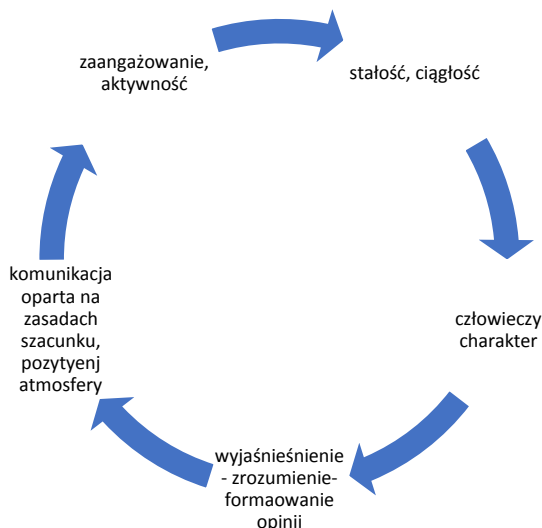 zaangażowanie,
aktywność
stałość, ciągłość
człowieczy
charakter
wyjaśnieśnienie
- zrozumienie-
formaowanie
opinii
komunikacja
oparta na
zasadach
szacunku,
pozytyenj
atmosfery